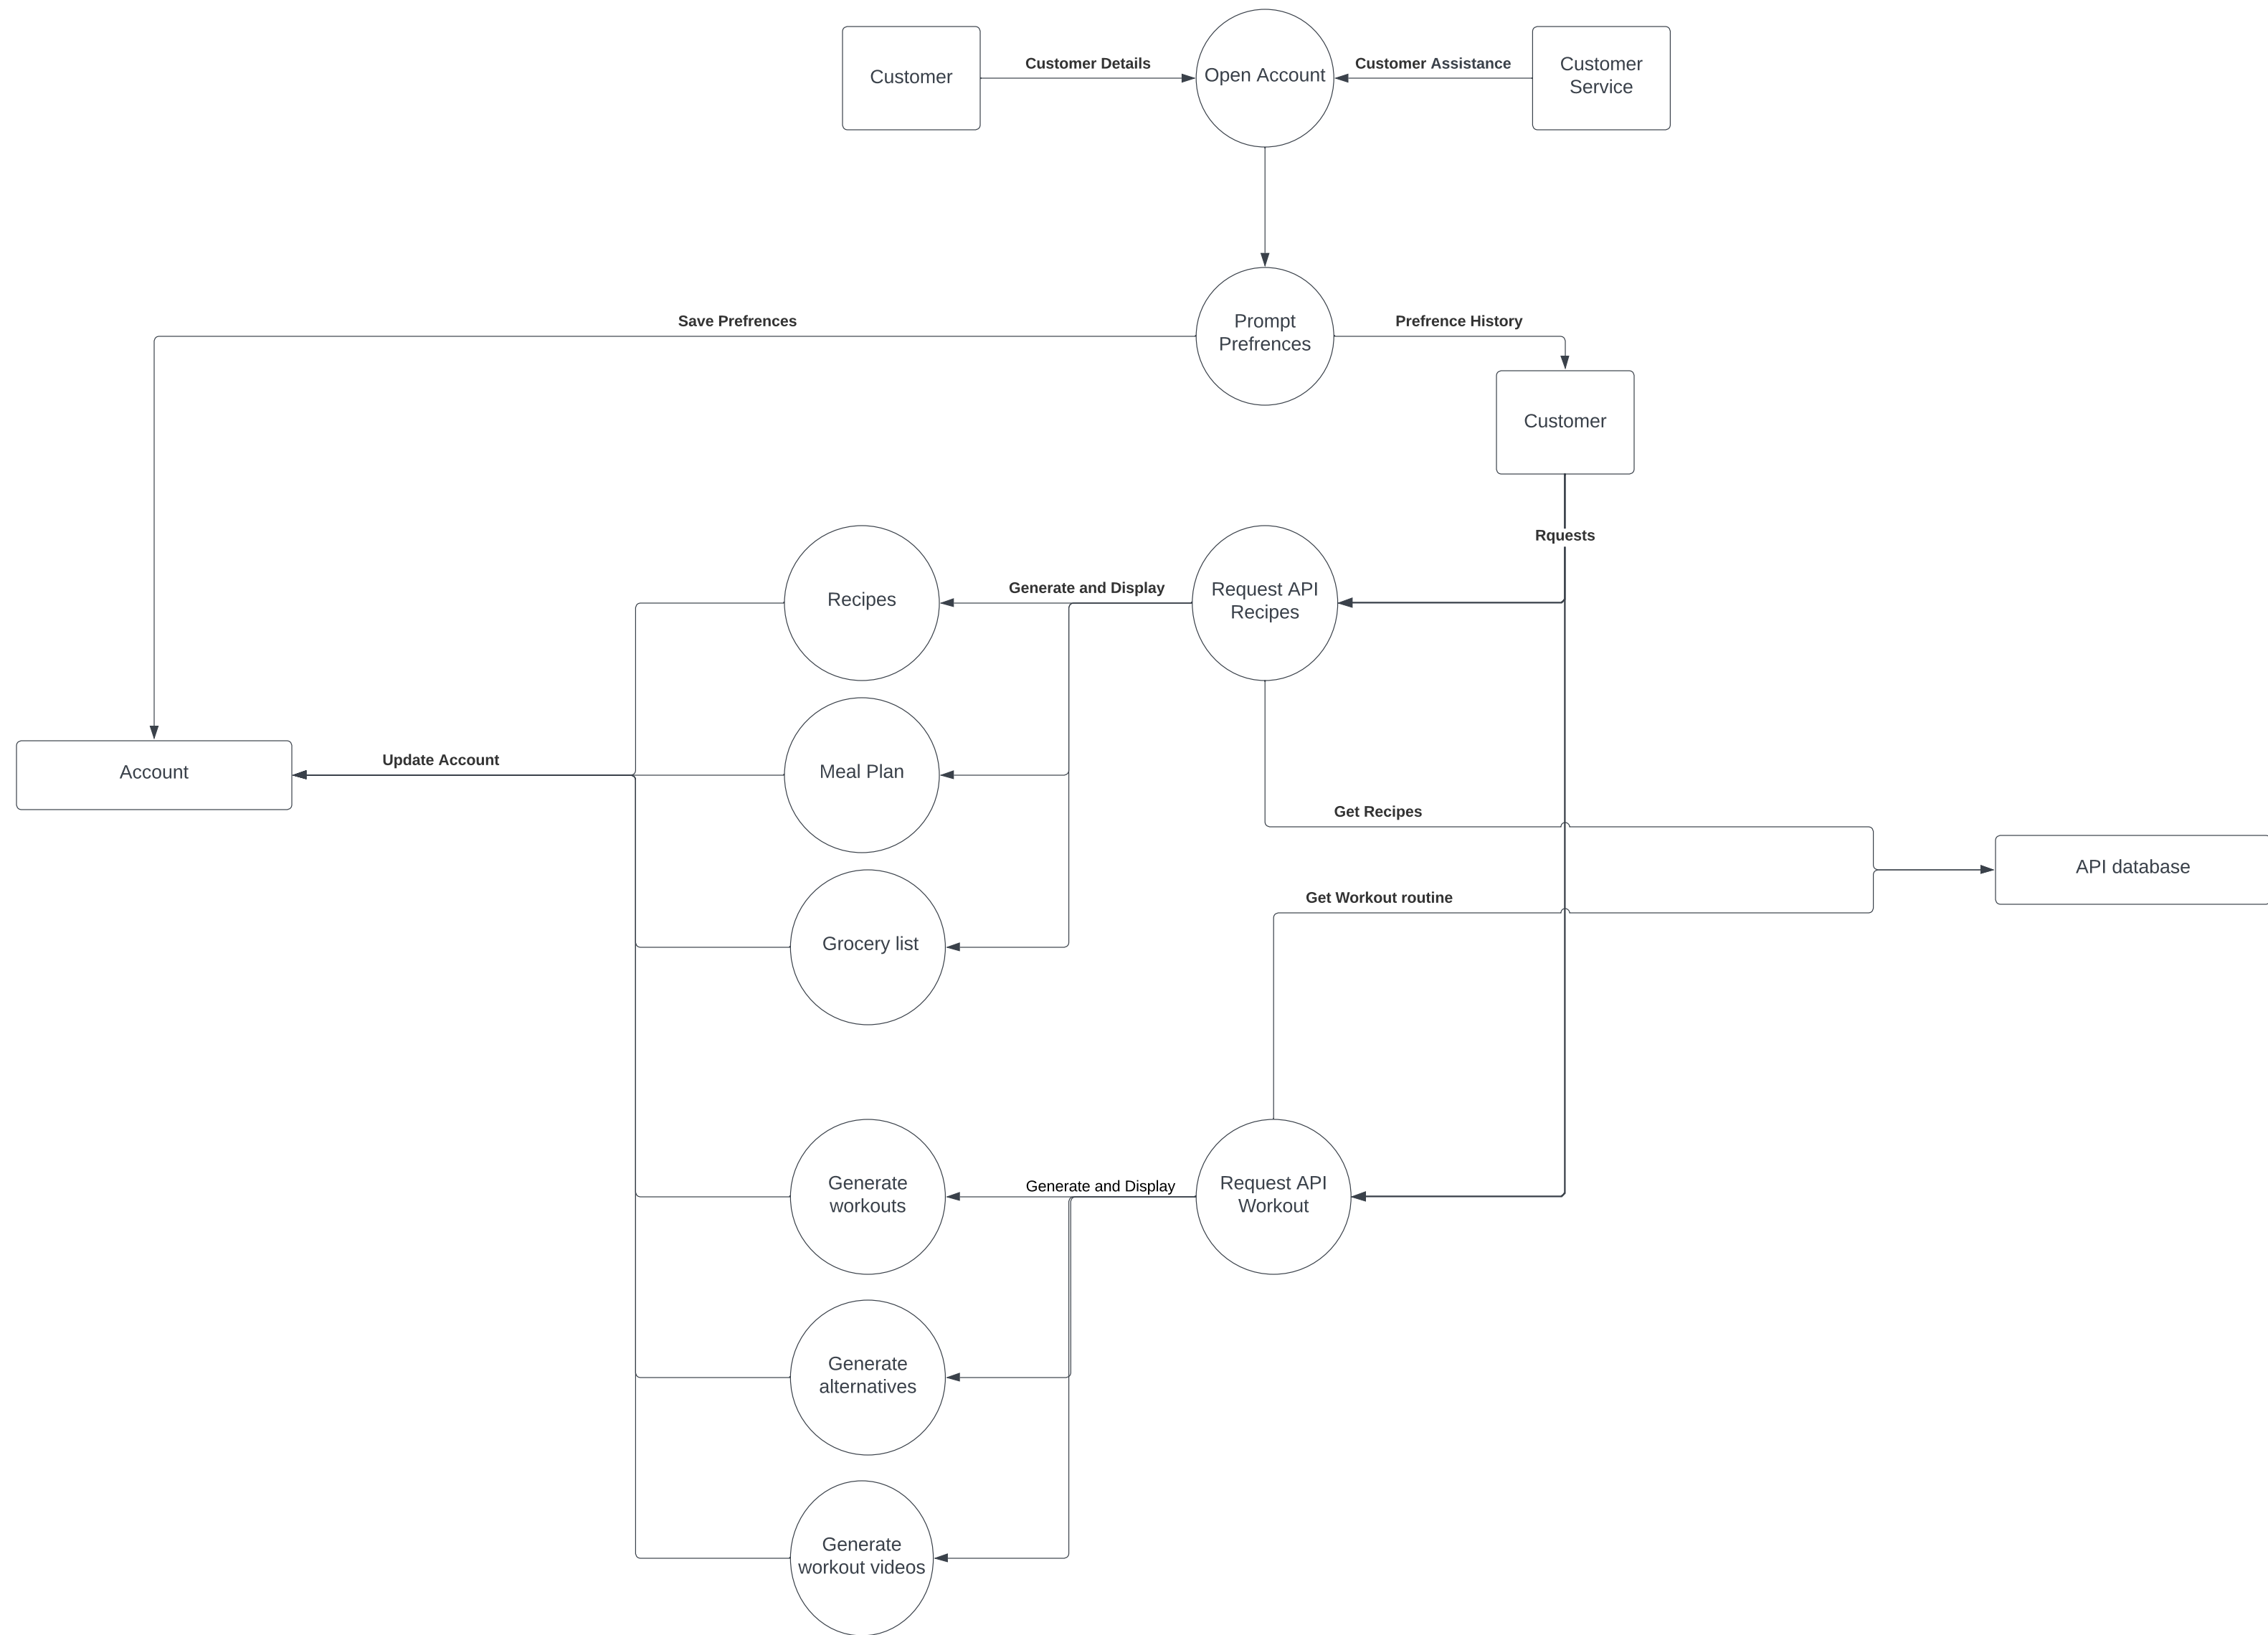 Customer
Customer Details
Open Account
Customer Assistance
Customer
Service
Save Prefrences
Prompt
Prefrences
Prefrence History
Customer
Rquests
Recipes
Generate and Display
Request API
Recipes
Account
Update Account
Meal Plan
Get Recipes
API database
Get Workout routine
Grocery list
Generate
workouts
Generate and Display
Request API
Workout
Generate
alternatives
Generate
workout videos